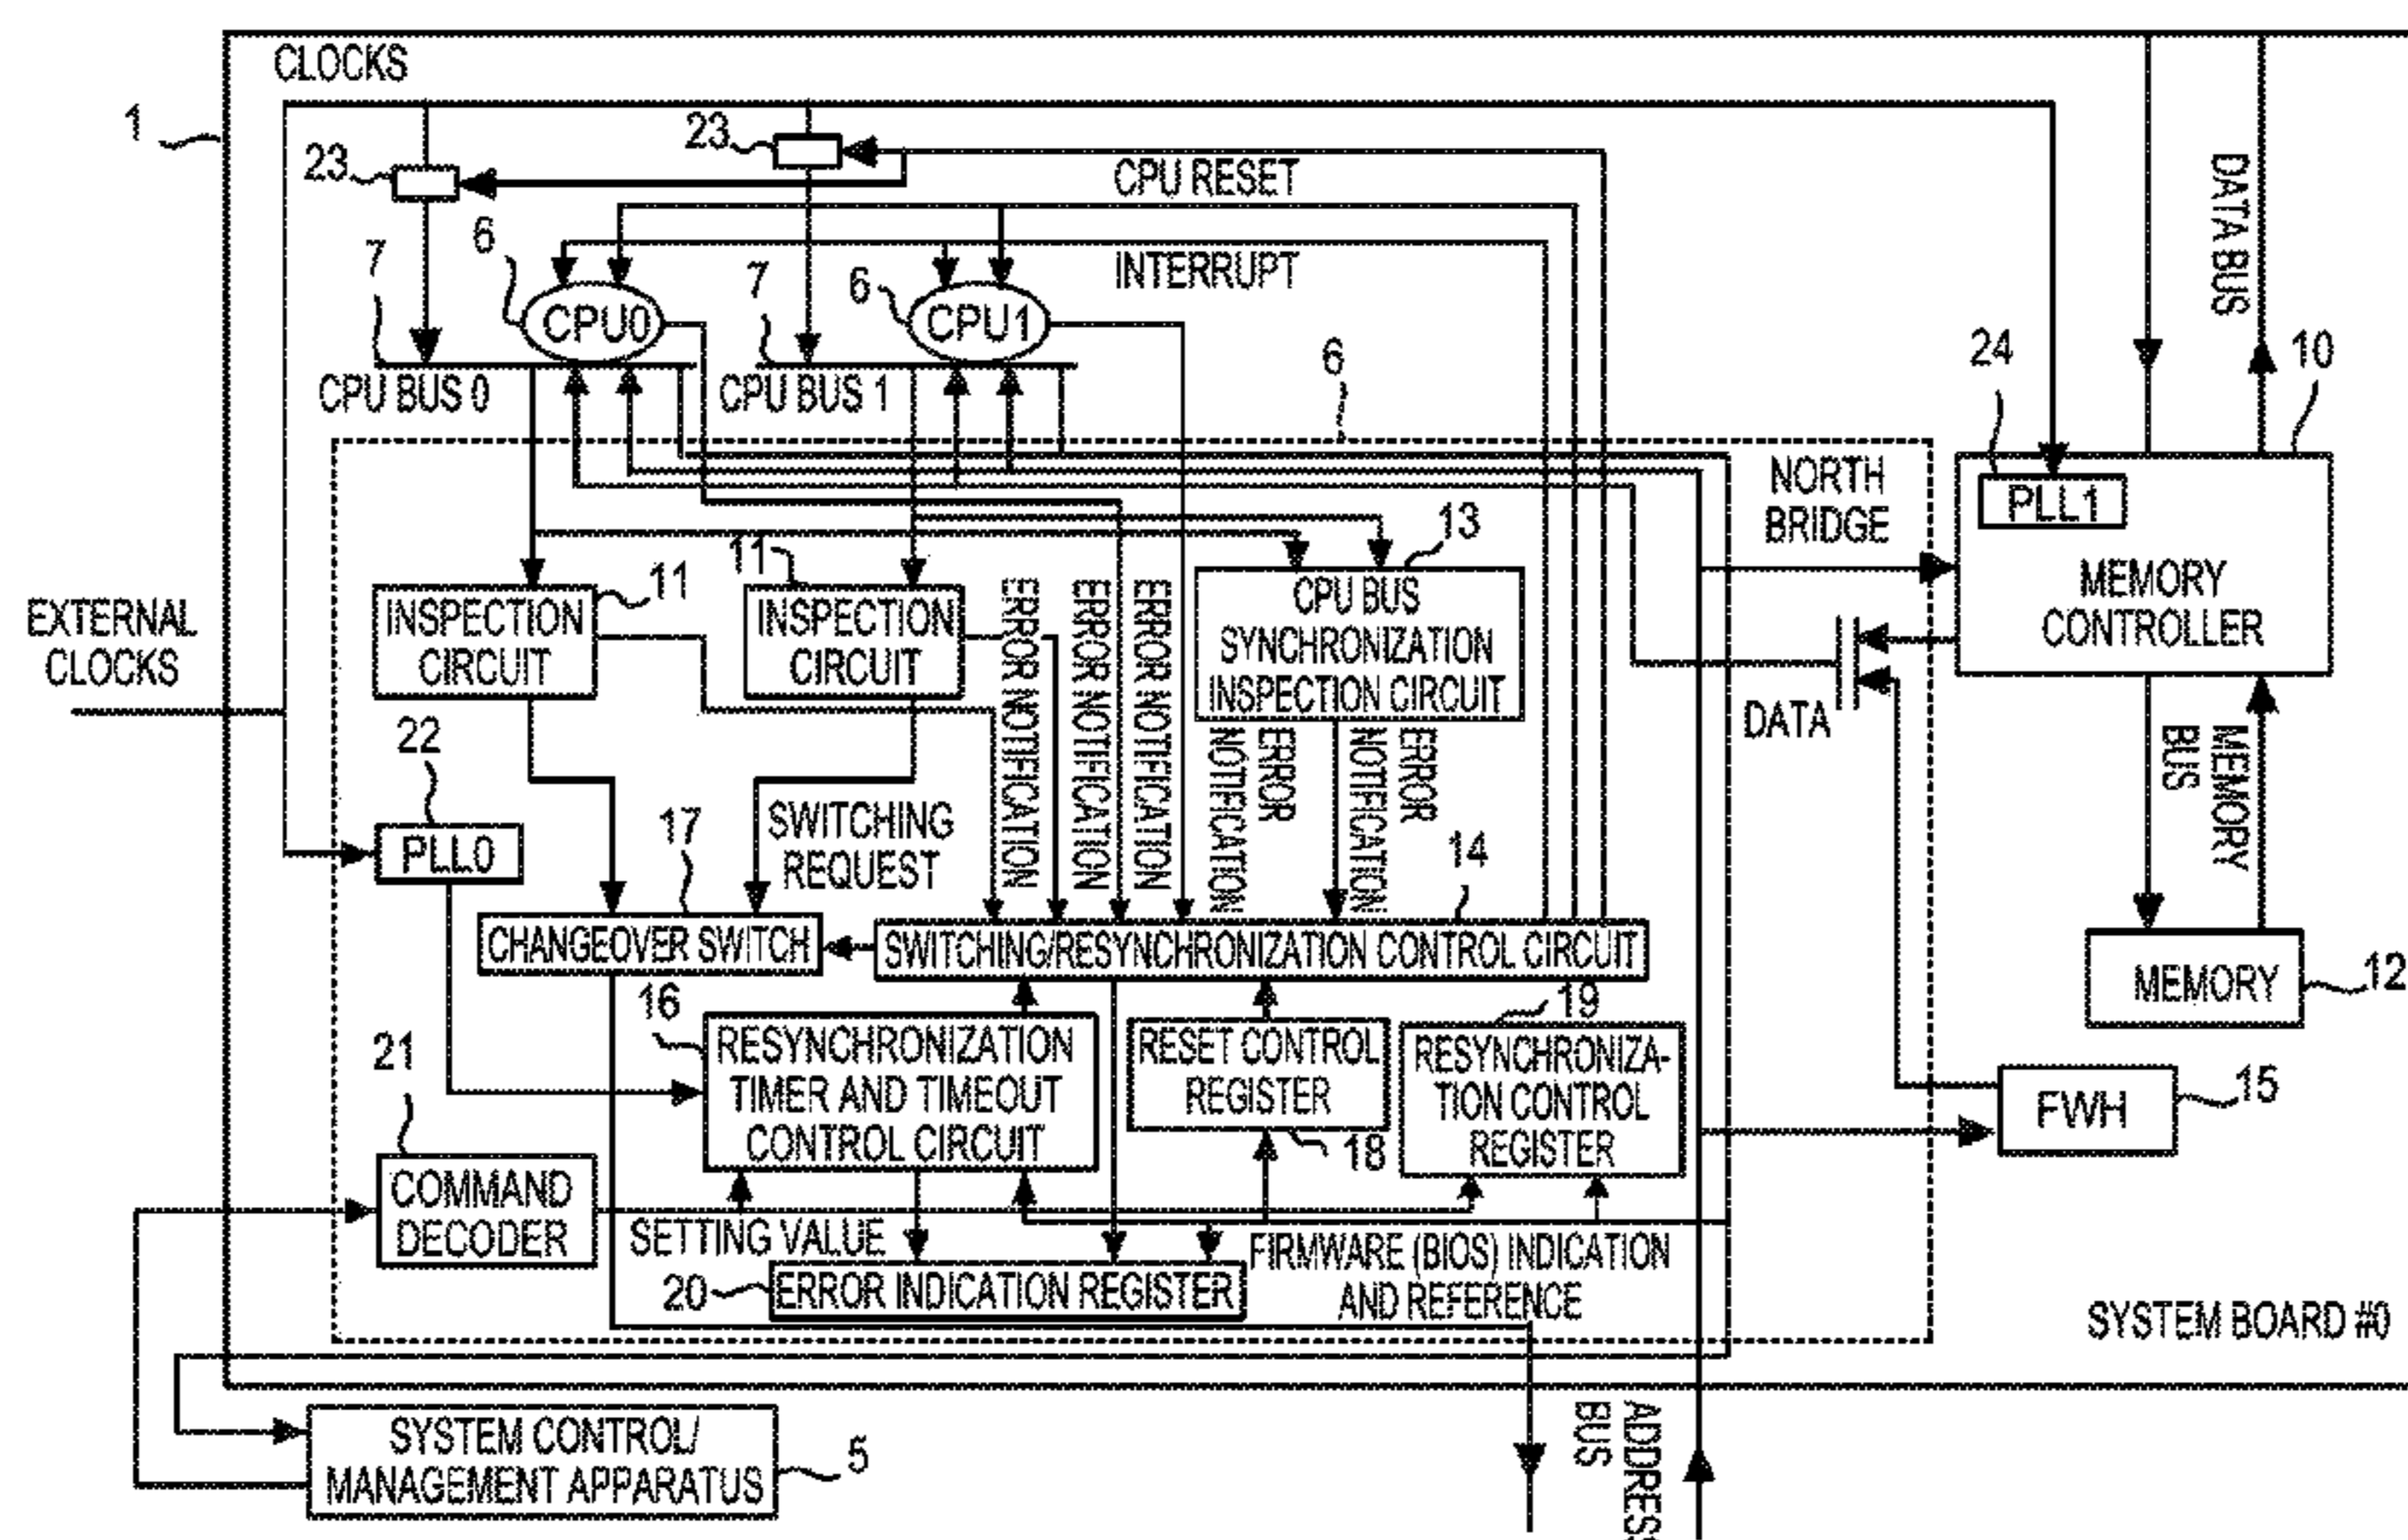 CLOCKS
1
23
23
CPU RESET
DATA BUS
6
7
6
7
INTERRUPT
CPU0
CPU1
6
24
10
CPU BUS 0
CPU BUS 1
NORTH
BRIDGE
PLL1
13
11
11
EXTERNAL
CLOCKS
INSPECTION
CIRCUIT
INSPECTION
CIRCUIT
ERROR NOTIFICATION
ERROR NOTIFICATION
ERROR NOTIFICATION
CPU BUS
SYNCHRONIZATION
INSPECTION CIRCUIT
MEMORY
CONTROLLER
DATA
22
ERROR
NOTIFICATION
ERROR
NOTIFICATION
MEMORY
BUS
PLL0
17
SWITCHING
REQUEST
14
CHANGEOVER SWITCH
SWITCHING/RESYNCHRONIZATION CONTROL CIRCUIT
MEMORY
12
16
19
21
RESYNCHRONIZATION
TIMER AND TIMEOUT
CONTROL CIRCUIT
RESET CONTROL
REGISTER
18
RESYNCHRONIZA-
TION CONTROL
REGISTER
FWH
15
COMMAND
DECODER
SETTING VALUE
FIRMWARE (BIOS) INDICATION
AND REFERENCE
20
ERROR INDICATION REGISTER
SYSTEM BOARD #0
SYSTEM CONTROL/
MANAGEMENT APPARATUS
5
ADDRESS
BUS